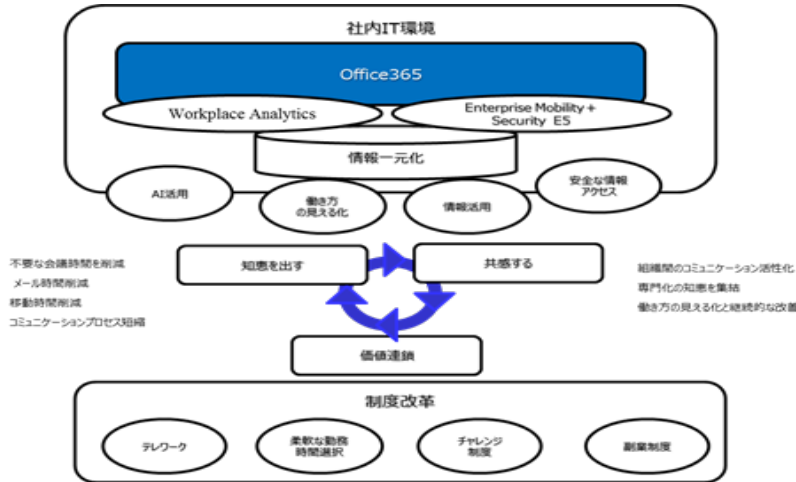 社内IT環境
Office365
Workplace Analytics
Enterprise Mobility +
Security E5
情報一元化
AI活用
働き方
の見える化
情報活用
安全な情報
アクセス
知恵を出す
共感する
不要な会議時間を削減
メール時間削減
移動時間削減
コミュニケーションプロセス短縮
組織間のコミュニケーション活性化
専門化の知恵を集結
働き方の見える化と継続的な改善
価値連鎖
制度改革
テレワーク
柔軟な勤務
時間選択
チャレンジ
制度
副業制度